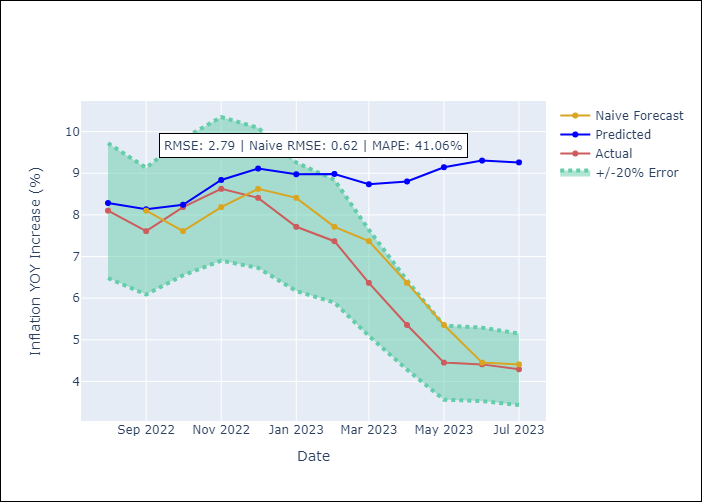 RMSE: 2.79 | Naive RMSE: 0.62 | MAPE: 41.06%
Naive Forecast
Predicted
Actual
+/-20% Error
Inflation YOY Increase (%)
10
9
8
7
6
5
4
Sep 2022
Nov 2022
Jan 2023
Mar 2023
May 2023
Jul 2023
Date